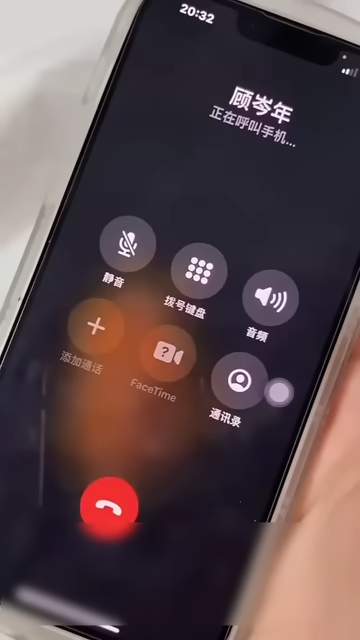 20:32
顾岑年
正在呼叫手机...
静音
拨号键盘
音频
添加通话
FaceTime
通讯录